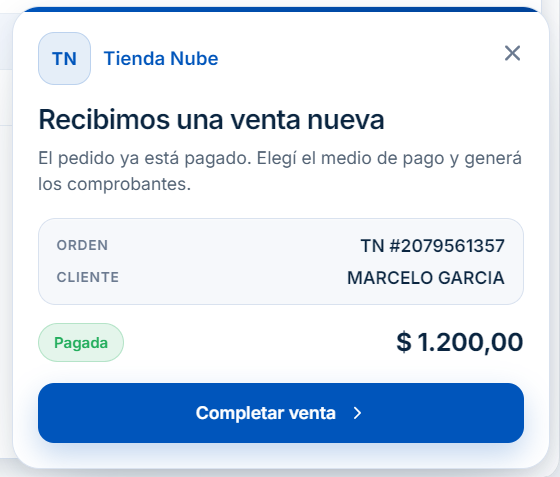 TN Tienda Nube
Recibimos una venta nueva
El pedido ya está pagado. Elegí el medio de pago y generá
los comprobantes.
ORDEN TN #2079561357
CLIENTE MARCELO GARCIA
Pagada $ 1.200,00
Completar venta